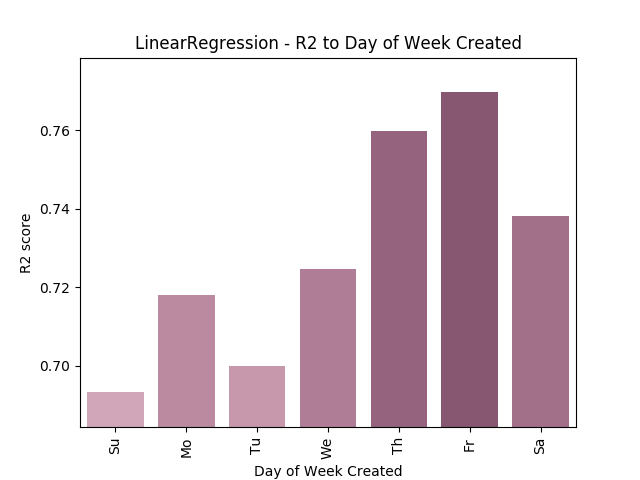 LinearRegression - R2 to Day of Week Created
R2 score
0.76
0.74
0.72
0.70
Su
Mo
Tu
We
Th
Fr
Sa
Day of Week Created